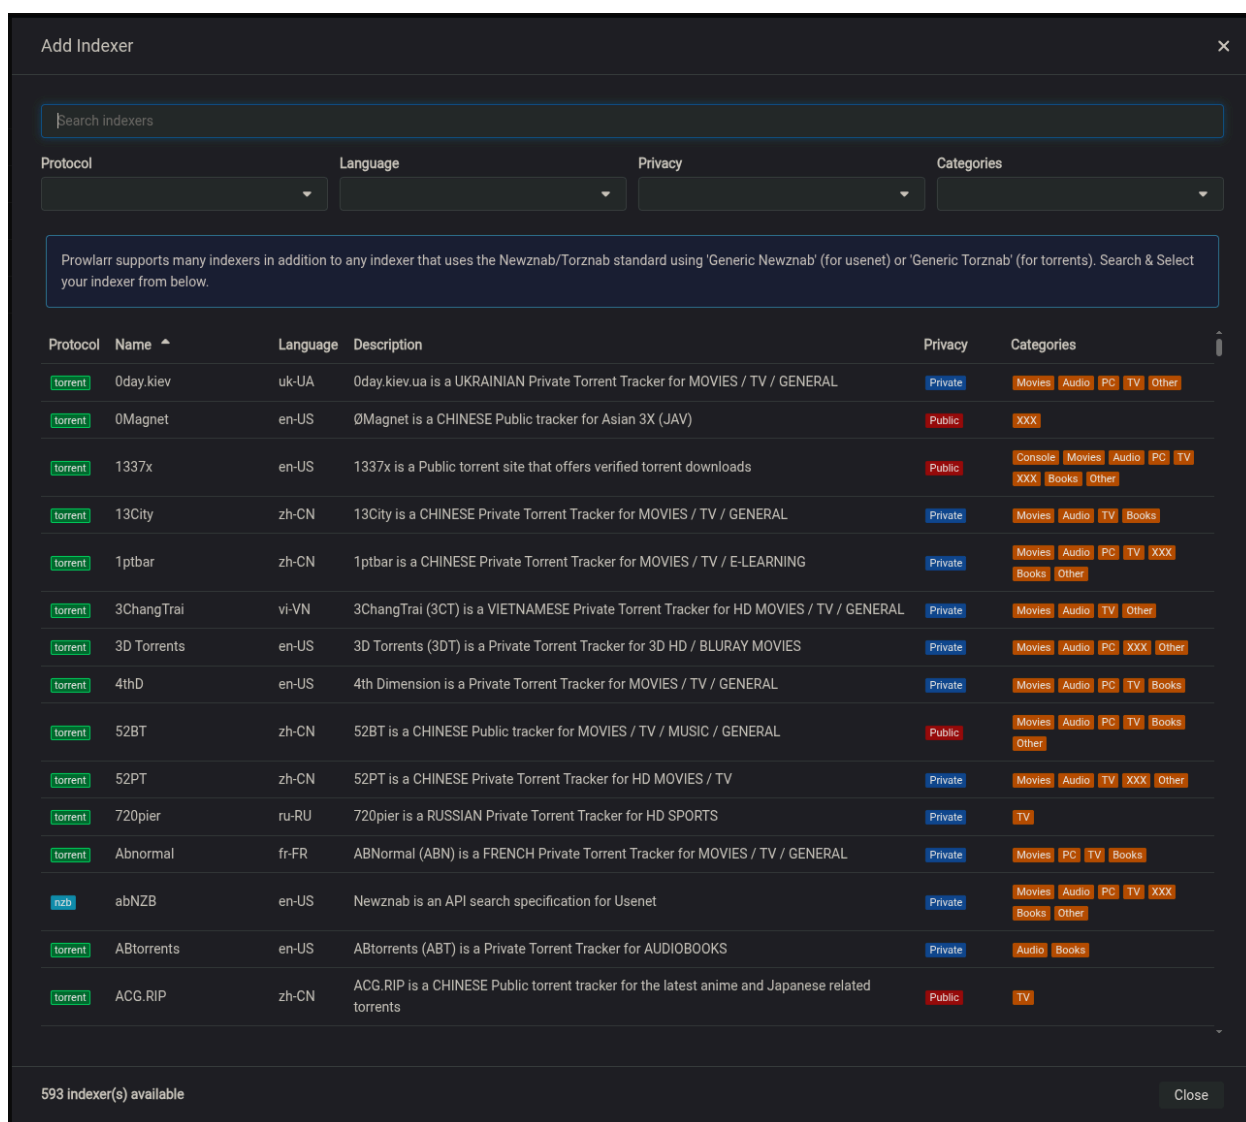 Add Indexer
Search indexers
Protocol Language Privacy Categories
Prowlarr supports many indexers in addition to any indexer that uses the Newznab/Torznab standard using 'Generic Newznab' (for usenet) or 'Generic Torznab' (for torrents). Search & Select
your indexer from below.
Protocol Name Language Description Privacy Categories
torrent 0day.kiev uk-UA 0day.kiev.ua is a UKRAINIAN Private Torrent Tracker for MOVIES / TV / GENERAL Private Movies Audio PC TV Other
torrent 0Magnet en-US ØMagnet is a CHINESE Public tracker for Asian 3X (JAV) Public XXX
torrent 1337x en-US 1337x is a Public torrent site that offers verified torrent downloads Public Console Movies Audio PC TV
XXX Books Other
torrent 13City zh-CN 13City is a CHINESE Private Torrent Tracker for MOVIES / TV / GENERAL Private Movies Audio TV Books
torrent 1ptbar zh-CN 1ptbar is a CHINESE Private Torrent Tracker for MOVIES / TV / E-LEARNING Private Movies Audio PC TV XXX
Books Other
torrent 3ChangTrai vi-VN 3ChangTrai (3CT) is a VIETNAMESE Private Torrent Tracker for HD MOVIES / TV / GENERAL Private Movies Audio TV Other
torrent 3D Torrents en-US 3D Torrents (3DT) is a Private Torrent Tracker for 3D HD / BLURAY MOVIES Private Movies Audio PC XXX Other
torrent 4thD en-US 4th Dimension is a Private Torrent Tracker for MOVIES / TV / GENERAL Private Movies Audio PC TV Books
torrent 52BT zh-CN 52BT is a CHINESE Public tracker for MOVIES / TV / MUSIC / GENERAL Public Movies Audio PC TV Books
Other
torrent 52PT zh-CN 52PT is a CHINESE Private Torrent Tracker for HD MOVIES / TV Private Movies Audio TV XXX Other
torrent 720pier ru-RU 720pier is a RUSSIAN Private Torrent Tracker for HD SPORTS Private TV
torrent Abnormal fr-FR ABNormal (ABN) is a FRENCH Private Torrent Tracker for MOVIES / TV / GENERAL Private Movies PC TV Books
nzb abNZB en-US Newznab is an API search specification for Usenet Private Movies Audio PC TV XXX
Books Other
torrent ABtorrents en-US ABtorrents (ABT) is a Private Torrent Tracker for AUDIOBOOKS Private Audio Books
torrent ACG.RIP zh-CN ACG.RIP is a CHINESE Public torrent tracker for the latest anime and Japanese related Public TV
torrents
593 indexer(s) available Close